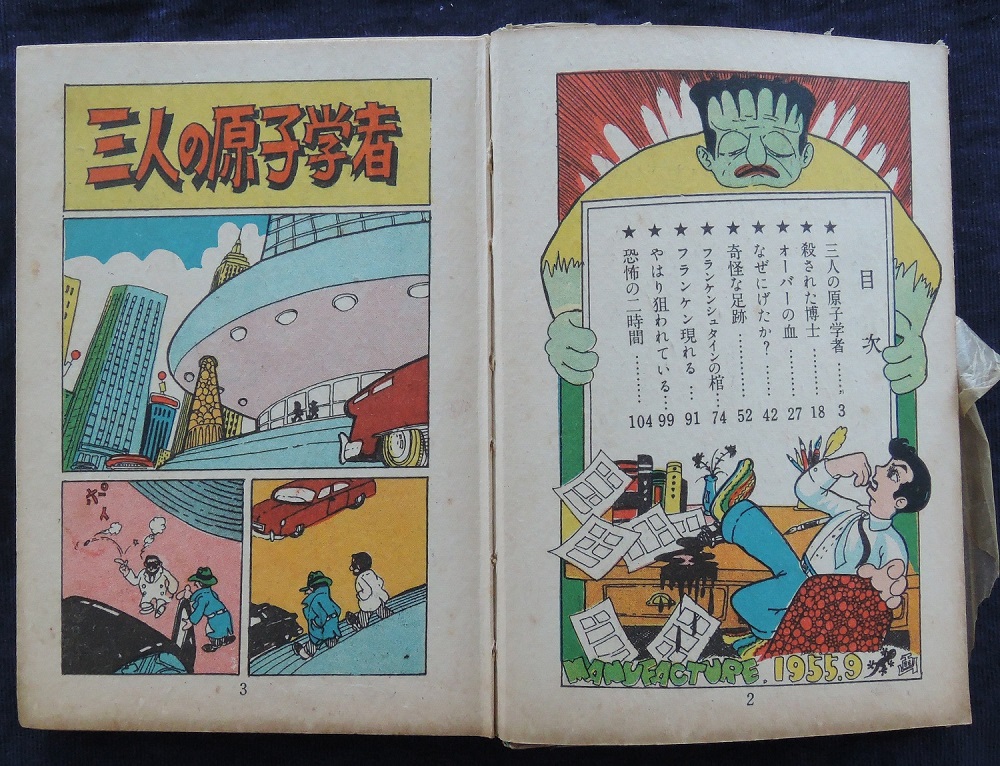 目次
★三人の原子学者……3
★殺された博士……18
★オーバーの血……27
★なぜにげたか?……42
★奇怪な足跡……52
★フランケンシュタインの棺…74
★フランケン現れる…91
★やはり狙われている…99
★恐怖の二時間……104
MANUFACTURE. 1955.9
画
2
三人の原子学者
ポーイ
3